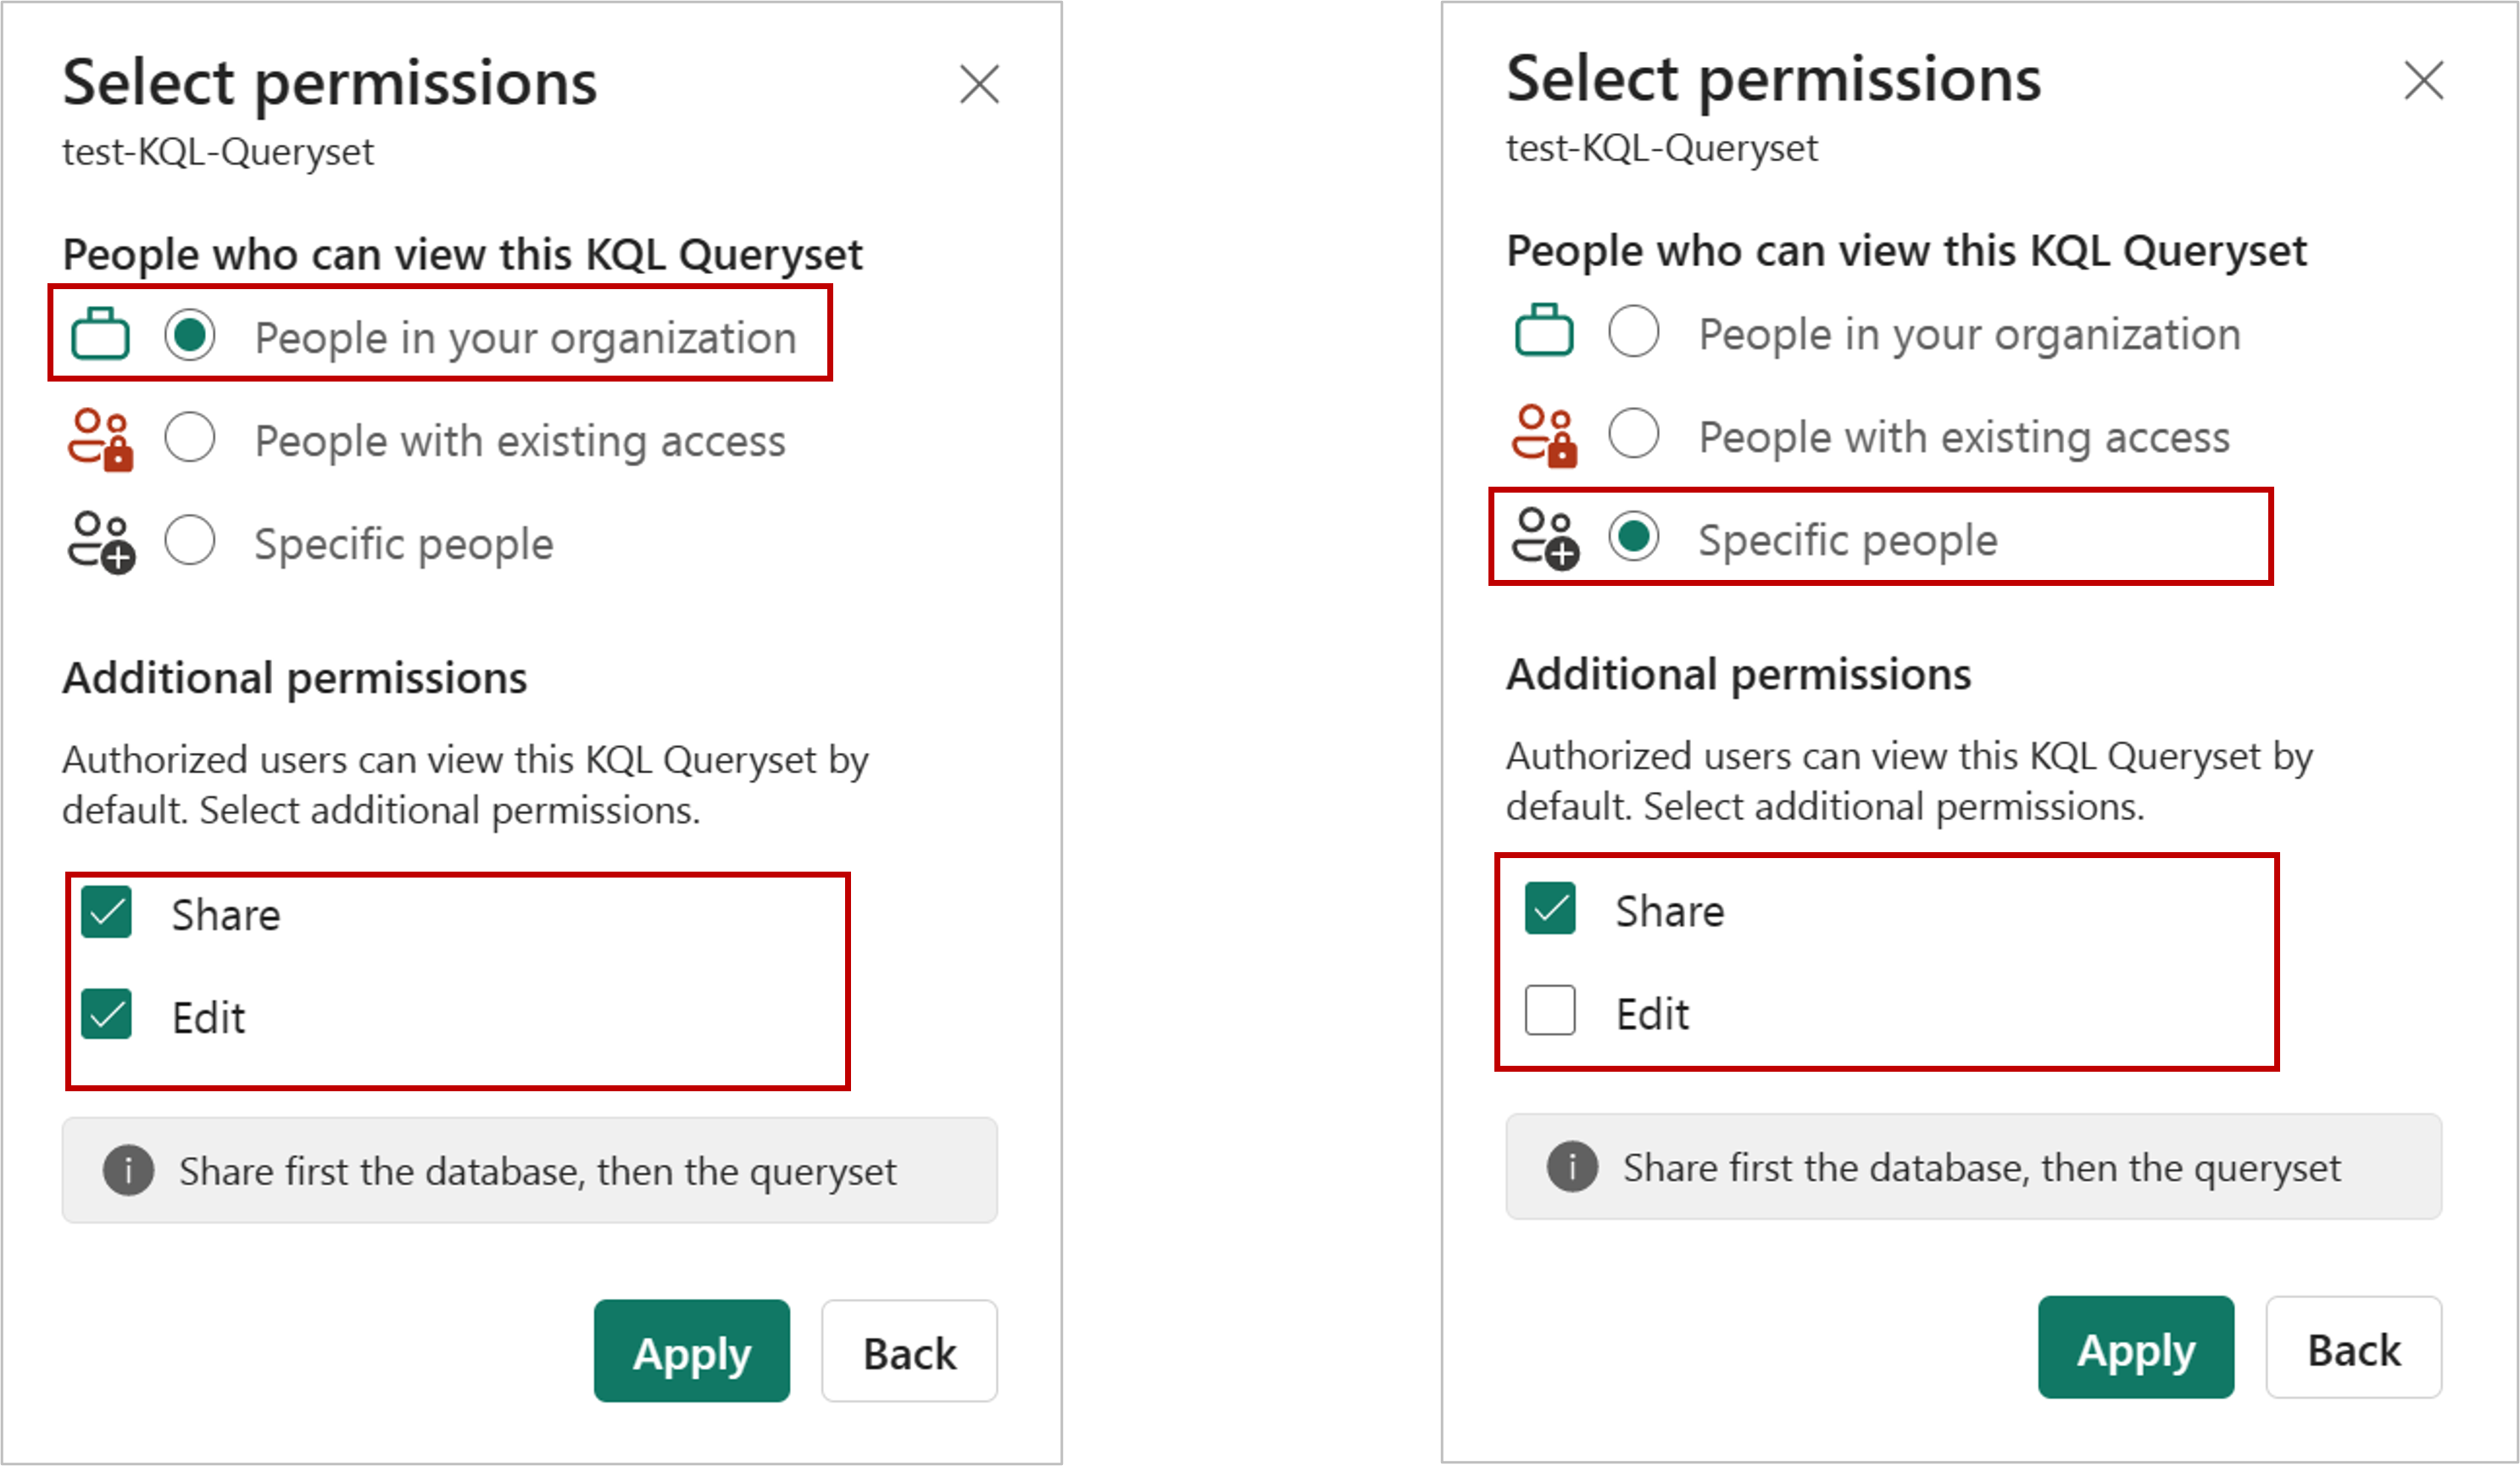 Select permissions
test-KQL-Queryset
People who can view this KQL Queryset
People in your organization
People with existing access
Specific people
Additional permissions
Authorized users can view this KQL Queryset by
default. Select additional permissions.
Share
Edit
Share first the database, then the queryset
Apply
Back
Select permissions
test-KQL-Queryset
People who can view this KQL Queryset
People in your organization
People with existing access
Specific people
Additional permissions
Authorized users can view this KQL Queryset by
default. Select additional permissions.
Share
Edit
Share first the database, then the queryset
Apply
Back